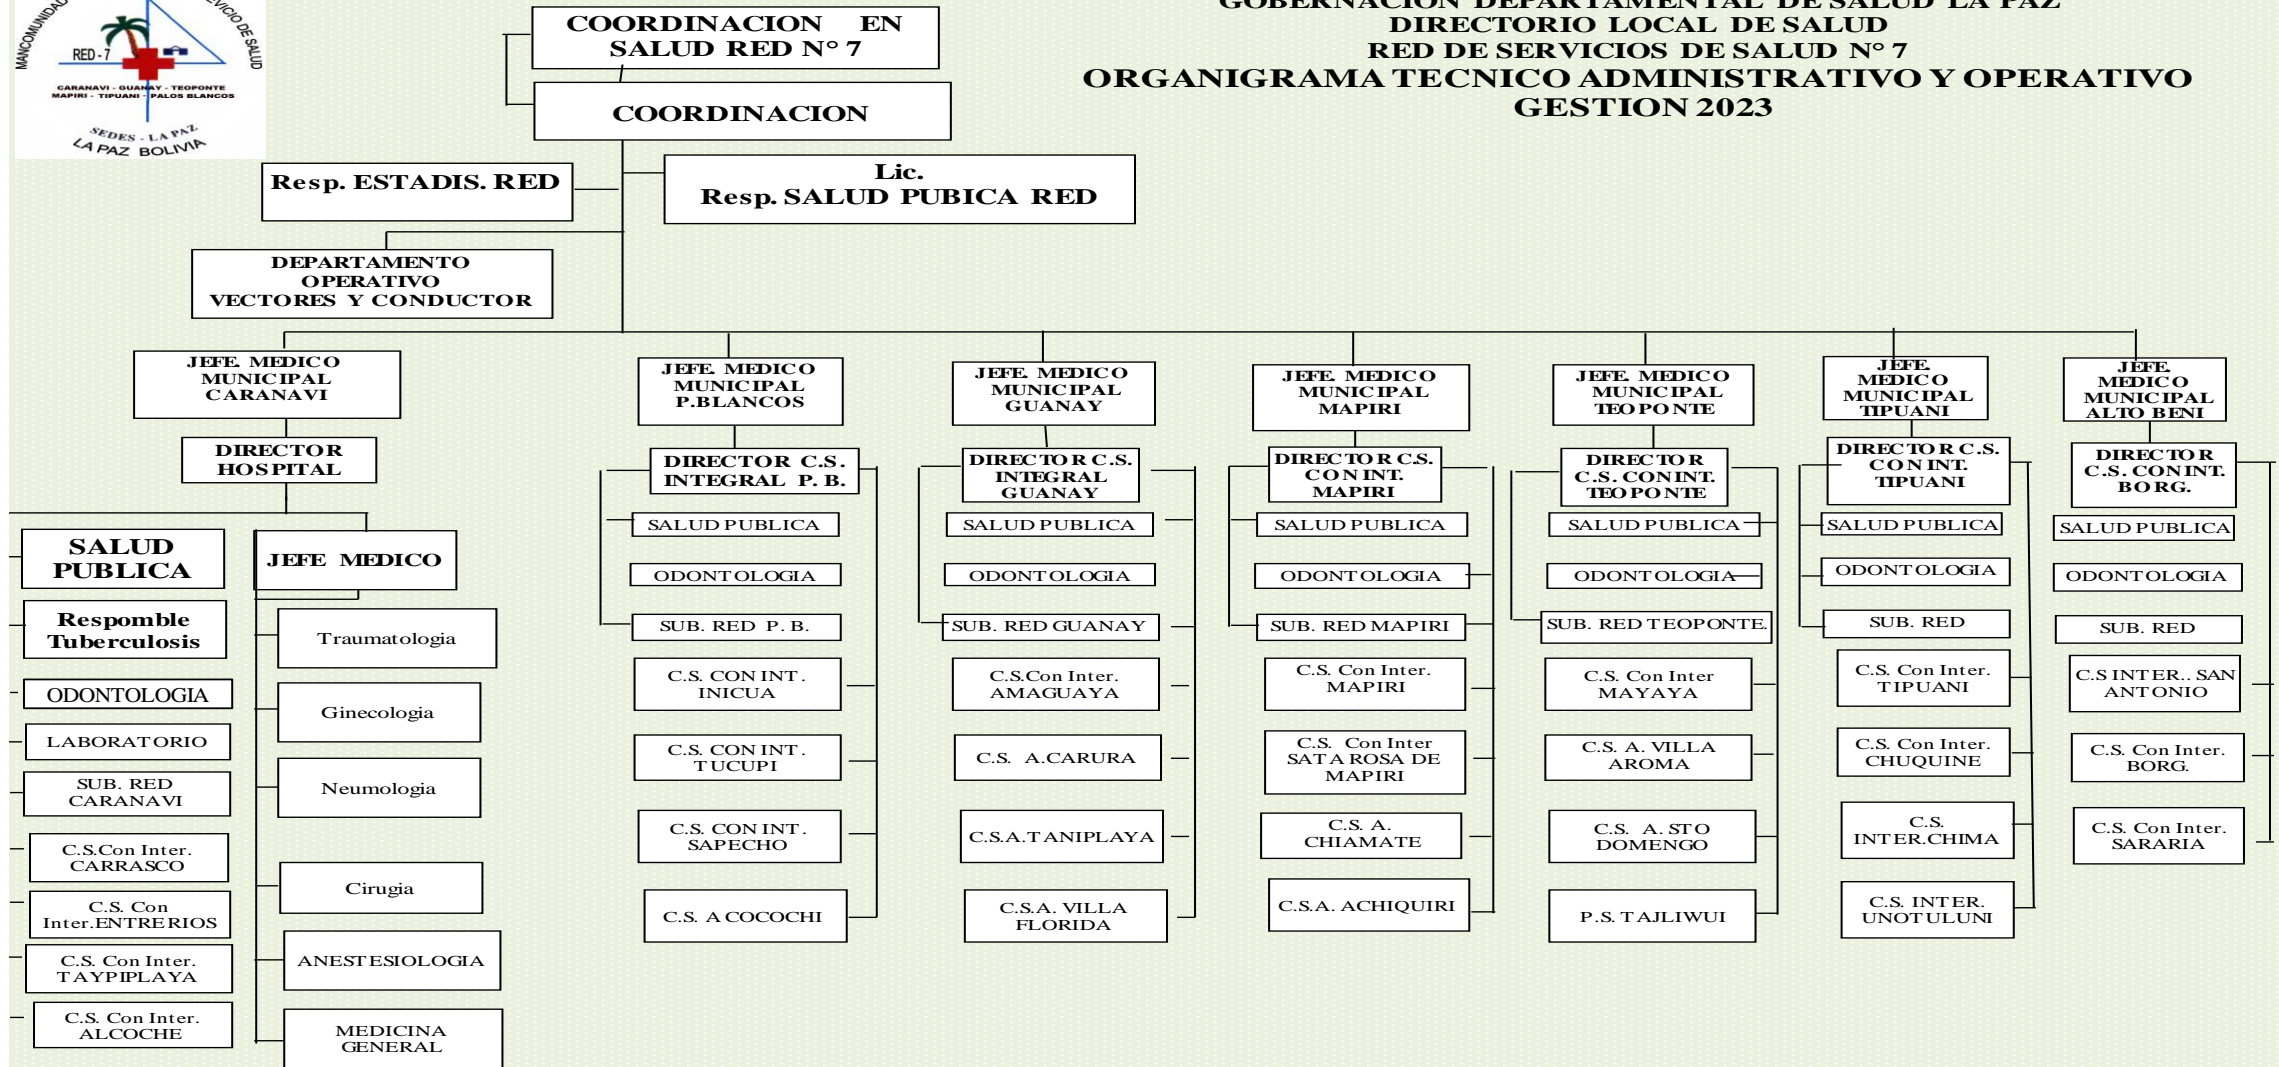 MANCOMUNIDAD
SERVICIO DE SALUD
RED - 7
CARANAVI - GUANAY - TEOPONTE
MAPIRI - TIPUANI - PALOS BLANCOS
SEDES - LA PAZ
LA PAZ BOLIVIA
COORDINACION EN
SALUD RED N° 7
COORDINACION
GOBERNACION DEPARTAMENTAL DE SALUD LA PAZ
DIRECTORIO LOCAL DE SALUD
RED DE SERVICIOS DE SALUD N° 7
ORGANIGRAMA TECNICO ADMINISTRATIVO Y OPERATIVO
GESTION 2023
Resp. ESTADIS. RED
Lic.
Resp. SALUD PUBICA RED
DEPARTAMENTO
OPERATIVO
VECTORES Y CONDUCTOR
JEFE. MEDICO
MUNICIPAL
CARANAVI
DIRECTOR
HOSPITAL
SALUD
PUBLICA
Respomble
Tuberculosis
ODONTOLOGIA
LABORATORIO
SUB. RED
CARANAVI
C.S.Con Inter.
CARRASCO
C.S. Con
Inter.ENTRERIOS
C.S. Con Inter.
TAYPIPLAYA
C.S. Con Inter.
ALCOCHE
JEFE MEDICO
Traumatologia
Ginecologia
Neumologia
Cirugia
ANESTESIOLOGIA
MEDICINA
GENERAL
JEFE. MEDICO
MUNICIPAL
P.BLANCOS
DIRECTOR C.S.
INTEGRAL P. B.
SALUD PUBLICA
ODONTOLOGIA
SUB. RED P. B.
C.S. CON INT.
INICUA
C.S. CON INT.
TUCUPI
C.S. CON INT.
SAPECHO
C.S. A COCOCHI
JEFE. MEDICO
MUNICIPAL
GUANAY
DIRECTOR C.S.
INTEGRAL
GUANAY
SALUD PUBLICA
ODONTOLOGIA
SUB. RED GUANAY
C.S.Con Inter.
AMAGUAYA
C.S. A.CARURA
C.S.A.TANIPLAYA
C.S.A. VILLA
FLORIDA
JEFE. MEDICO
MUNICIPAL
MAPIRI
DIRECTOR C.S.
CON INT.
MAPIRI
SALUD PUBLICA
ODONTOLOGIA
SUB. RED MAPIRI
C.S. Con Inter.
MAPIRI
C.S. Con Inter
SATA ROSA DE
MAPIRI
C.S. A.
CHIAMATE
C.S.A. ACHIQUIRI
JEFE. MEDICO
MUNICIPAL
TEOPONTE
DIRECTOR
C.S. CON INT.
TEOPONTE
SALUD PUBLICA
ODONTOLOGIA
SUB. RED TEOPONTE.
C.S. Con Inter
MAYAYA
C.S. A. VILLA
AROMA
C.S. A. STO
DOMENGO
P.S. TAJLIWUI
JEFE.
MEDICO
MUNICIPAL
TIPUANI
DIRECTOR C.S.
CON INT.
TIPUANI
SALUD PUBLICA
ODONTOLOGIA
SUB. RED
C.S. Con Inter.
TIPUANI
C.S. Con Inter.
CHUQUINE
C.S.
INTER.CHIMA
C.S. INTER.
UNOTULUNI
JEFE.
MEDICO
MUNICIPAL
ALTO BENI
DIRECTOR
C.S. CON INT.
BORG.
SALUD PUBLICA
ODONTOLOGIA
SUB. RED
C.S INTER.. SAN
ANTONIO
C.S. Con Inter.
BORG.
C.S. Con Inter.
SARARIA